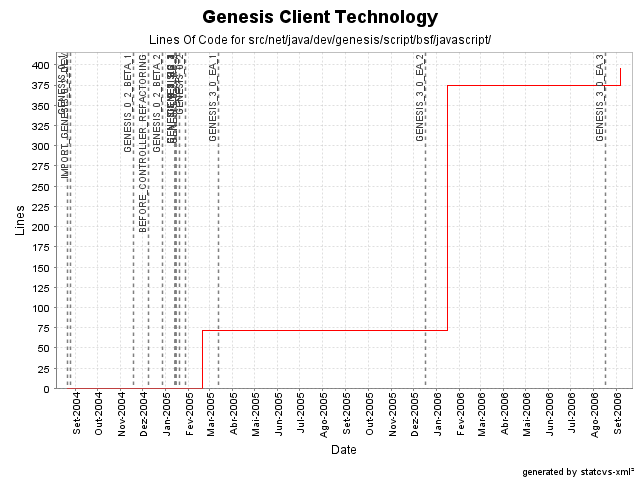 Genesis Client Technology
Lines Of Code for src/net/java/dev/genesis/script/bsf/javascript/
Lines
400
375
350
325
300
275
250
225
200
175
150
125
100
75
50
25
0
GENESIS_0_2_BETA_1
BEFORE_CONTROLLER_REFACTORING
GENESIS_0_2_BETA_2
GENESIS_3_0_EA_1
GENESIS_3_0_EA_2
GENESIS_3_0_EA_3
Set-2004
Out-2004
Nov-2004
Dez-2004
Jan-2005
Fev-2005
Mar-2005
Abr-2005
Mai-2005
Jun-2005
Jul-2005
Ago-2005
Set-2005
Out-2005
Nov-2005
Dez-2005
Jan-2006
Fev-2006
Mar-2006
Abr-2006
Mai-2006
Jun-2006
Jul-2006
Ago-2006
Set-2006
Date
generated by statcvs-xml²